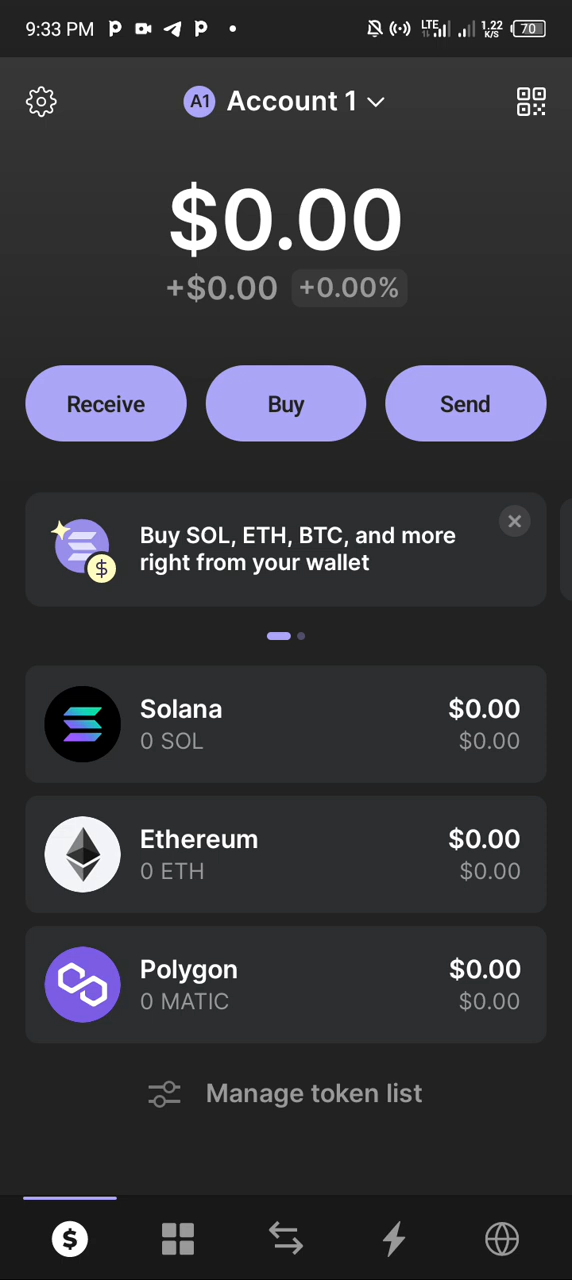 9:33 PM LTE 1.22 K/S 70
A1 Account 1
$0.00
+$0.00 +0.00%
Receive Buy Send
Buy SOL, ETH, BTC, and more
right from your wallet
$
Solana $0.00
0 SOL $0.00
Ethereum $0.00
0 ETH $0.00
Polygon $0.00
0 MATIC $0.00
Manage token list
$